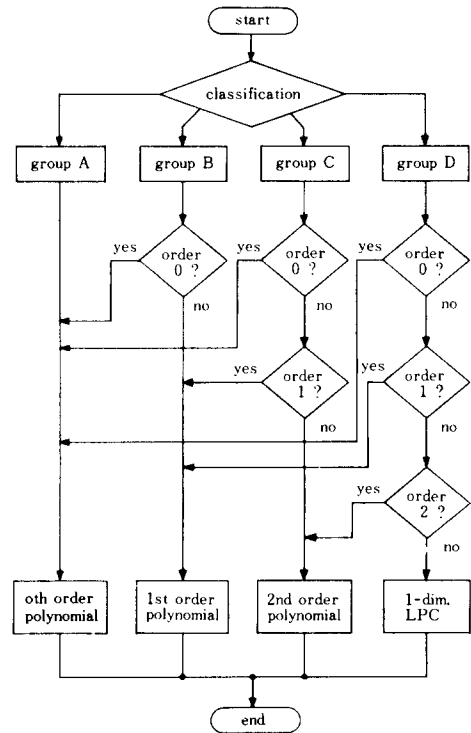 start
classification
group A
group B
group C
group D
yes
order
0 ?
no
yes
order
0 ?
no
yes
order
0 ?
no
yes
order
1 ?
no
yes
order
1 ?
no
yes
order
2 ?
no
oth order
polynomial
1st order
polynomial
2nd order
polynomial
1-dim.
LPC
end